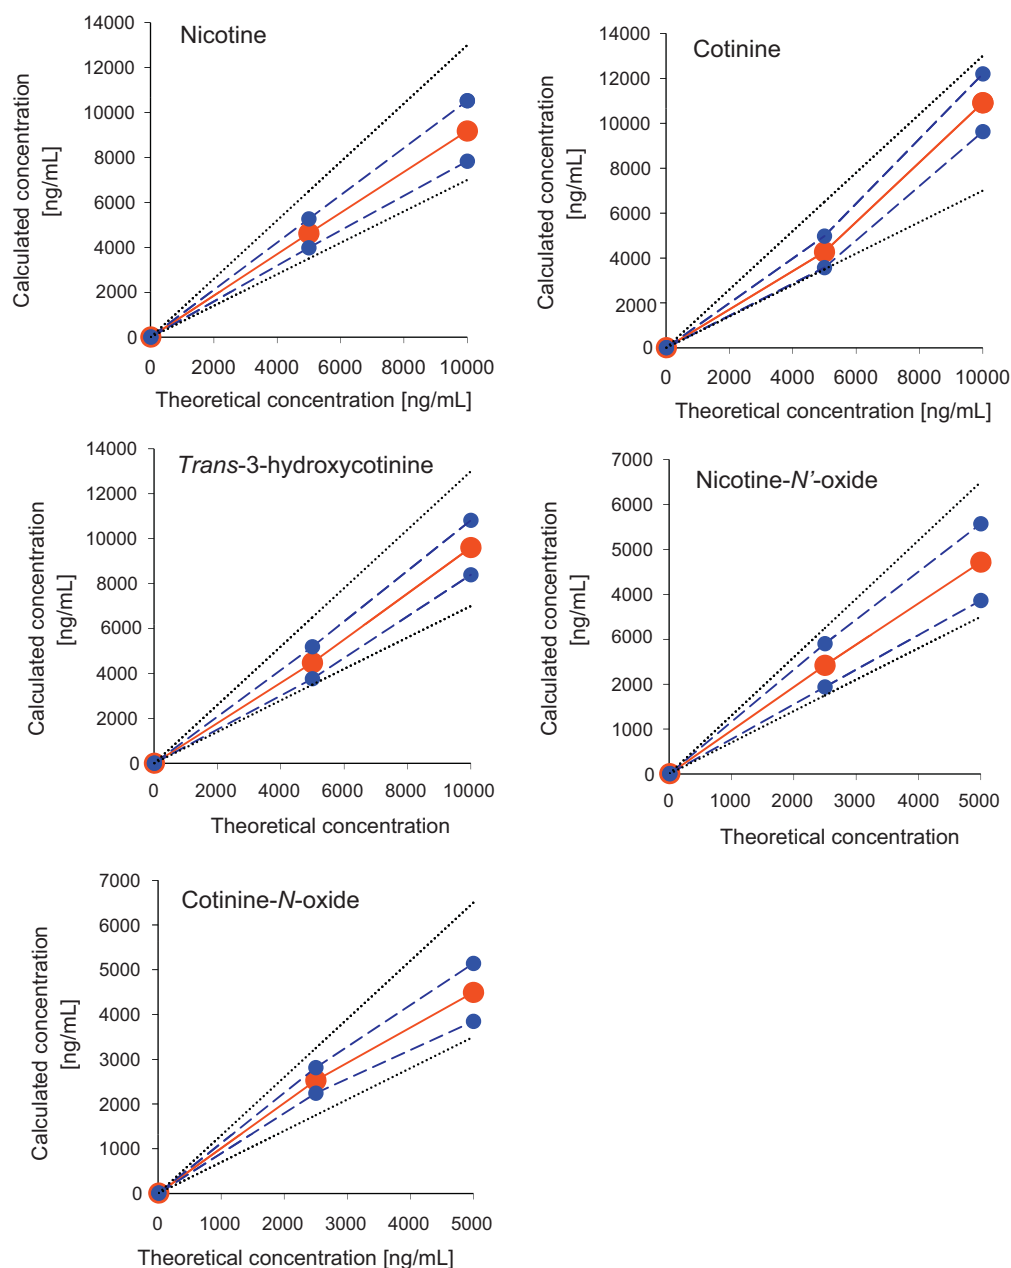 Nicotine
14000
12000
10000
8000
6000
4000
2000
0
Calculated concentration
[ng/mL]
0 2000 4000 6000 8000 10000
Theoretical concentration [ng/mL]
Cotinine
14000
12000
10000
8000
6000
4000
2000
0
Calculated concentration
[ng/mL]
0 2000 4000 6000 8000 10000
Theoretical concentration [ng/mL]
Trans-3-hydroxycotinine
14000
12000
10000
8000
6000
4000
2000
0
Calculated concentration
[ng/mL]
0 2000 4000 6000 8000 10000
Theoretical concentration
Nicotine-N'-oxide
7000
6000
5000
4000
6000
2000
1000
0
Calculated concentration
[ng/mL]
0 1000 2000 3000 4000 5000
Theoretical concentration
Cotinine-N-oxide
7000
6000
5000
4000
3000
2000
1000
0
Calculated concentration
[ng/mL]
0 1000 2000 3000 4000 5000
Theoretical concentration [ng/mL]